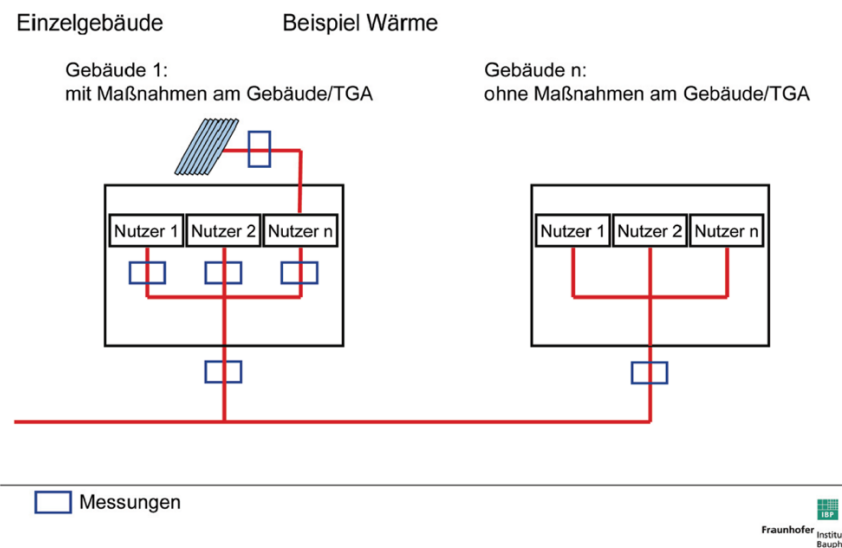 Einzelgebäude Beispiel Wärme
Gebäude 1:
mit Maßnahmen am Gebäude/TGA
Gebäude n:
ohne Maßnahmen am Gebäude/TGA
Nutzer 1 Nutzer 2 Nutzer n
Nutzer 1 Nutzer 2 Nutzer n
Messungen
IBP
Fraunhofer